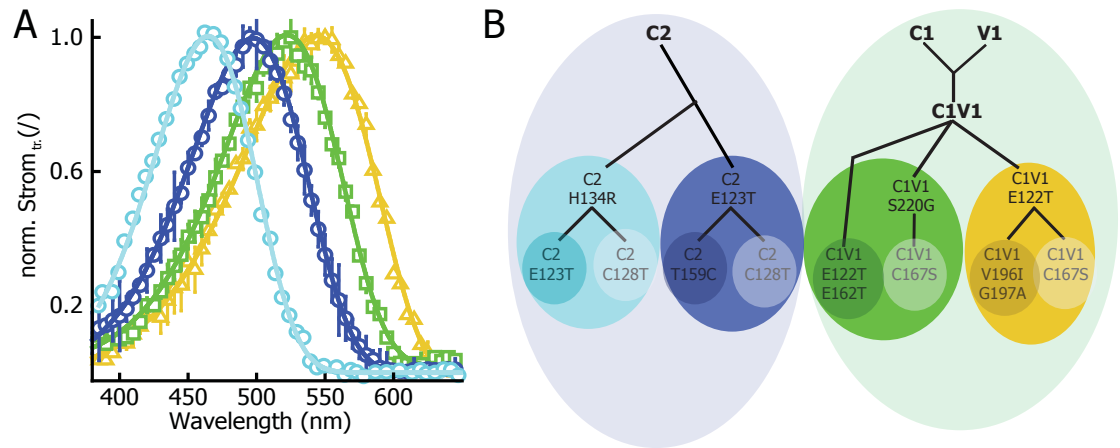 A
1.0
0.6
0.2
norm. Strom tr.(/)
400
450
500
550
600
Wavelength (nm)
B
C2
C1
V1
C1V1
C2
H134R
C2
E123T
C2
C128T
C2
E123T
C2
T159C
C2
C128T
C1V1
E122T
E162T
C1V1
S220G
C1V1
C167S
C1V1
E122T
C1V1
V196I
G197A
C1V1
C167S